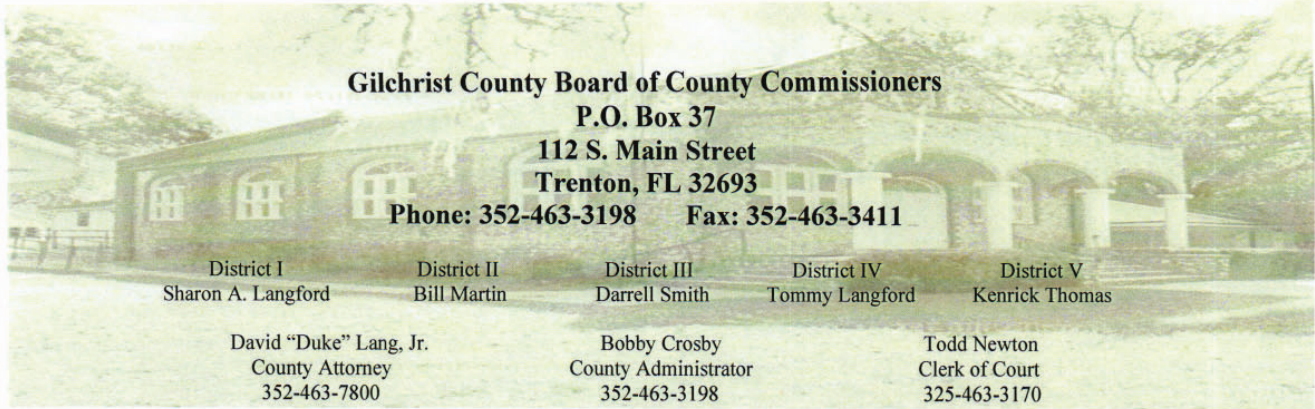 Gilchrist County Board of County Commissioners
P.O. Box 37
112 S. Main Street
Trenton, FL 32693
Phone: 352-463-3198 Fax: 352-463-3411
District I District II District III District IV District V
Sharon A. Langford Bill Martin Darrell Smith Tommy Langford Kenrick Thomas
David “Duke” Lang, Jr. Bobby Crosby Todd Newton
County Attorney County Administrator Clerk of Court
352-463-7800 352-463-3198 325-463-3170